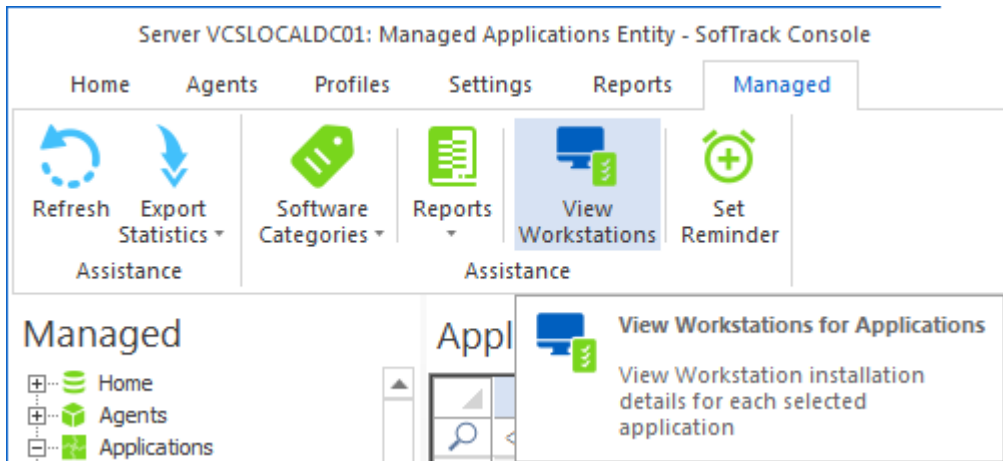 Server VCSLOCALDC01: Managed Applications Entity - SofTrack Console
Home Agents Profiles Settings Reports Managed
Refresh
Export
Statistics
Software
Categories
Reports
View
Workstations
Set
Reminder
Assistance
Assistance
Managed
Home
Agents
Applications
Appl
View Workstations for Applications
View Workstation installation
details for each selected
application